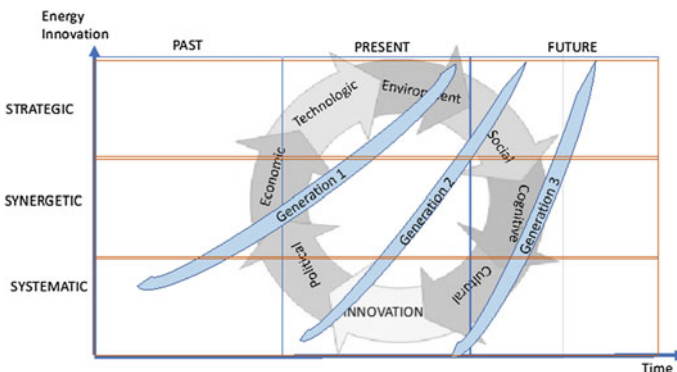 Energy
Innovation
PAST
PRESENT
FUTURE
STRATEGIC
SYNERGETIC
SYSTEMATIC
Technologic
Environment
Social
Economic
Cognitive
Political
Cultural
INNOVATION
Generation 1
Generation 2
Generation 3
Time